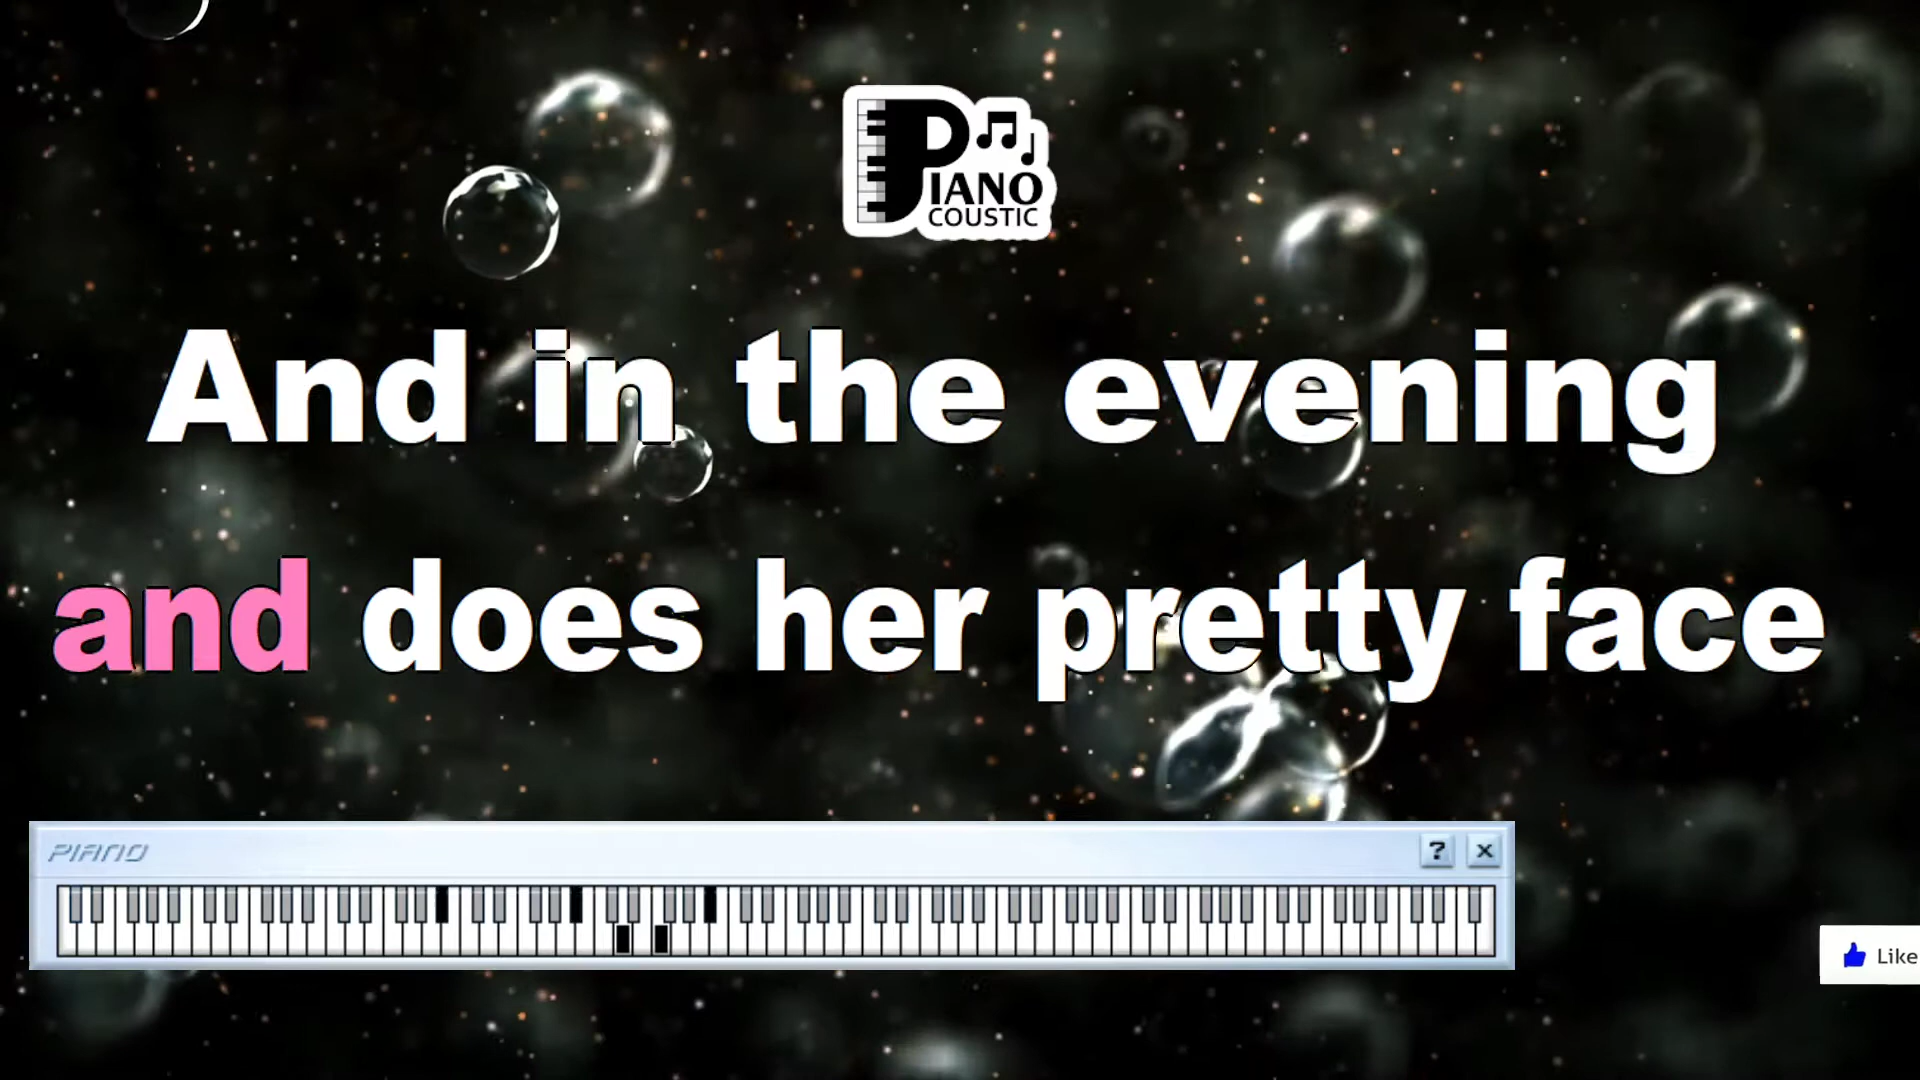 PIANO
COUSTIC
And in the evening
and does her pretty face
PIANO
? x
Like